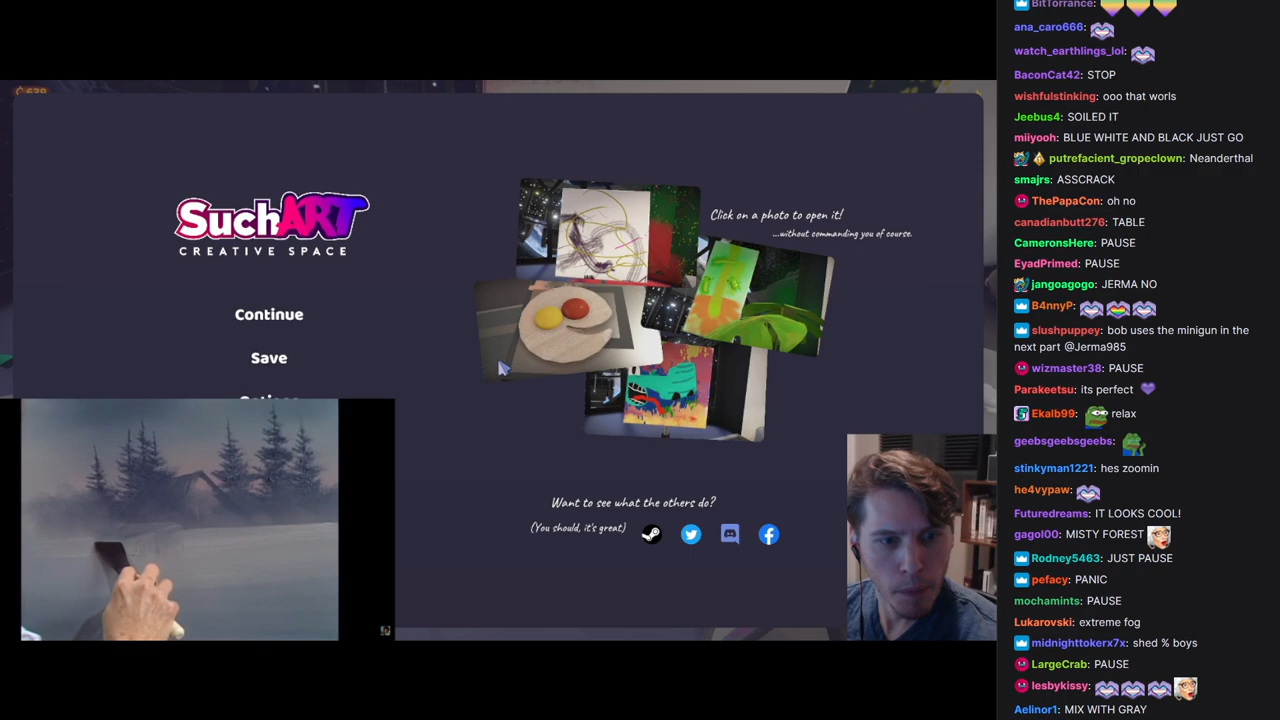 638
SuchART
CREATIVE SPACE
Continue
Save
Click on a photo to open it!
...without commanding you of course.
Want to see what the others do?
(You should, it's great)
BitTorrance:
ana_caro666:
watch_earthlings_lol:
BaconCat42: STOP
wishfulstinking: ooo that worls
Jeebus4: SOILED IT
miiyooh: BLUE WHITE AND BLACK JUST GO
putrefacient_gropeclown: Neanderthal
smajrs: ASSCRACK
ThePapaCon: oh no
canadianbutt276: TABLE
CameronsHere: PAUSE
EyadPrimed: PAUSE
jangoagogo: JERMA NO
B4nnyP:
slushpuppey: bob uses the minigun in the
next part @Jerma985
wizmaster38: PAUSE
Parakeetsu: its perfect
Ekalb99: relax
geebsgeebsgeebs:
stinkyman1221: hes zoomin
he4vypaw:
Futuredreams: IT LOOKS COOL!
gagol00: MISTY FOREST
Rodney5463: JUST PAUSE
pefacy: PANIC
mochamints: PAUSE
Lukarovski: extreme fog
midnighttokerx7x: shed % boys
LargeCrab: PAUSE
lesbykissy:
Aelinor1: MIX WITH GRAY